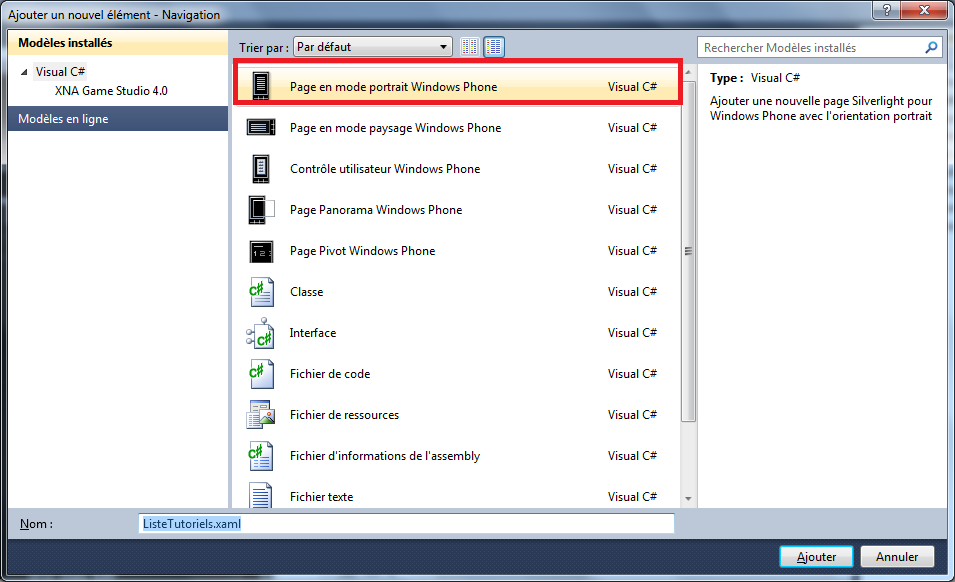 Ajouter un nouvel élément - Navigation
Modèles installés
Visual C#
XNA Game Studio 4.0
Modèles en ligne
Trier par : Par défaut
Rechercher Modèles installés
Page en mode portrait Windows Phone Visual C#
Page en mode paysage Windows Phone Visual C#
Contrôle utilisateur Windows Phone Visual C#
Page Panorama Windows Phone Visual C#
Page Pivot Windows Phone Visual C#
Classe Visual C#
Interface Visual C#
Fichier de code Visual C#
Fichier de ressources Visual C#
Fichier d'informations de l'assembly Visual C#
Fichier texte Visual C#
Type : Visual C#
Ajouter une nouvelle page Silverlight pour
Windows Phone avec l'orientation portrait
Nom : ListeTutoriels.xaml
Ajouter Annuler